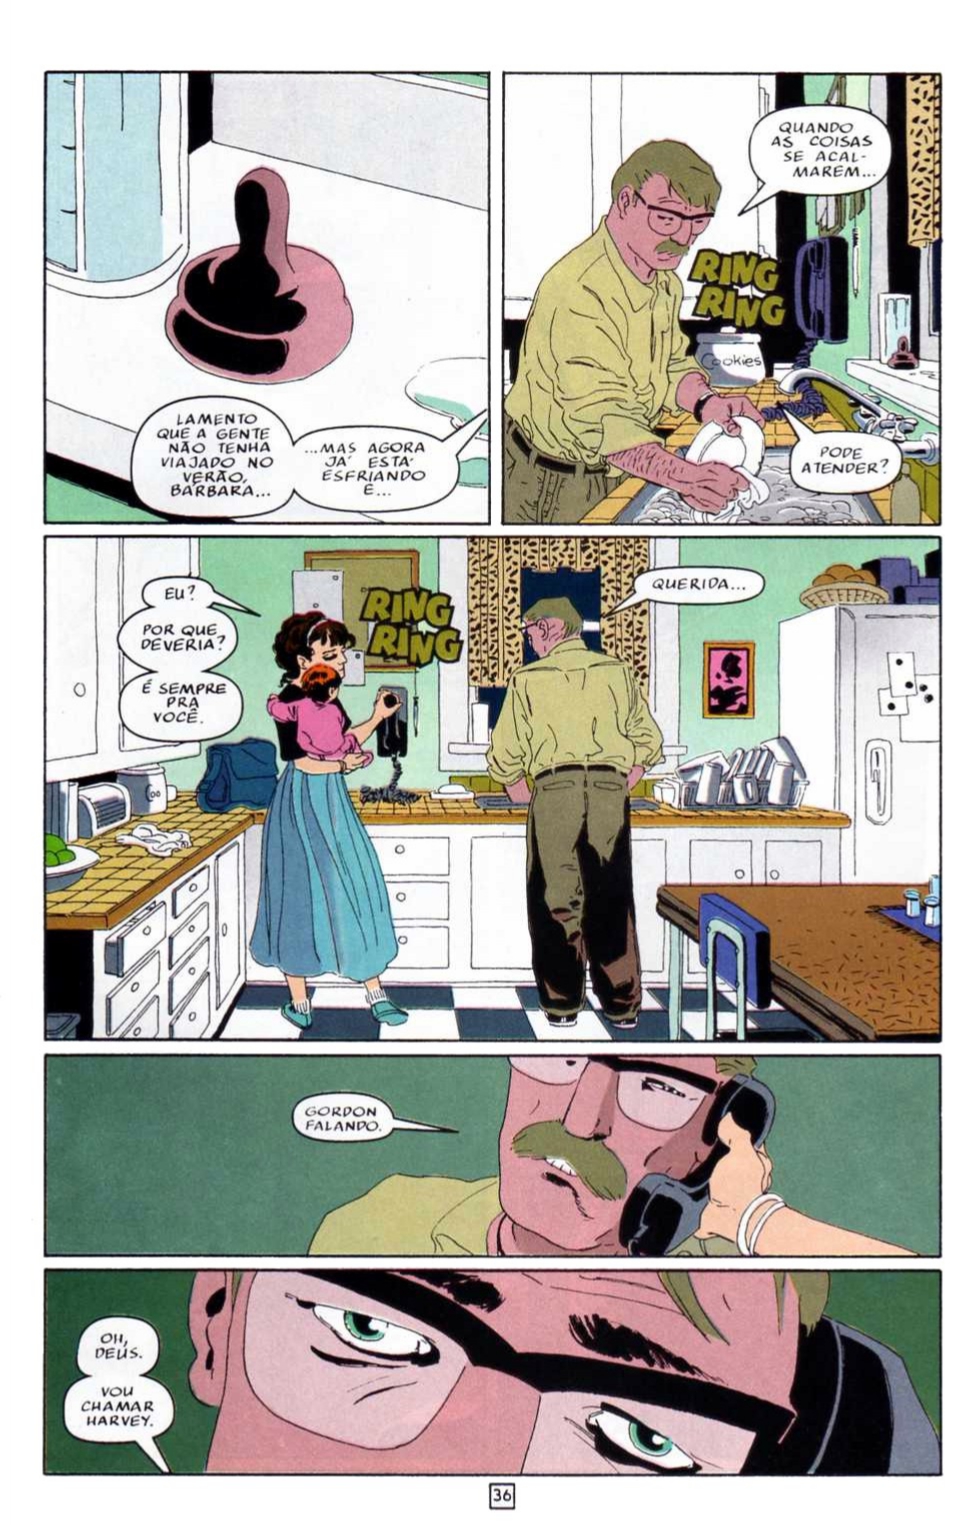 LAMENTO
QUE A GENTE
NÃO TENHA
VIAJADO NO
VERÃO,
BÁRBARA...
...MAS AGORA
JÁ ESTÁ
ESFRIANDO
E...
QUANDO
AS COISAS
SE ACAL-
MAREM...
RING
RING
Cookies
PODE
ATENDER?
EU?
POR QUE
DEVERIA?
É SEMPRE
PRA
VOCÊ.
RING
RING
QUERIDA...
GORDON
FALANDO.
OH,
DEUS.
VOU
CHAMAR
HARVEY.
36